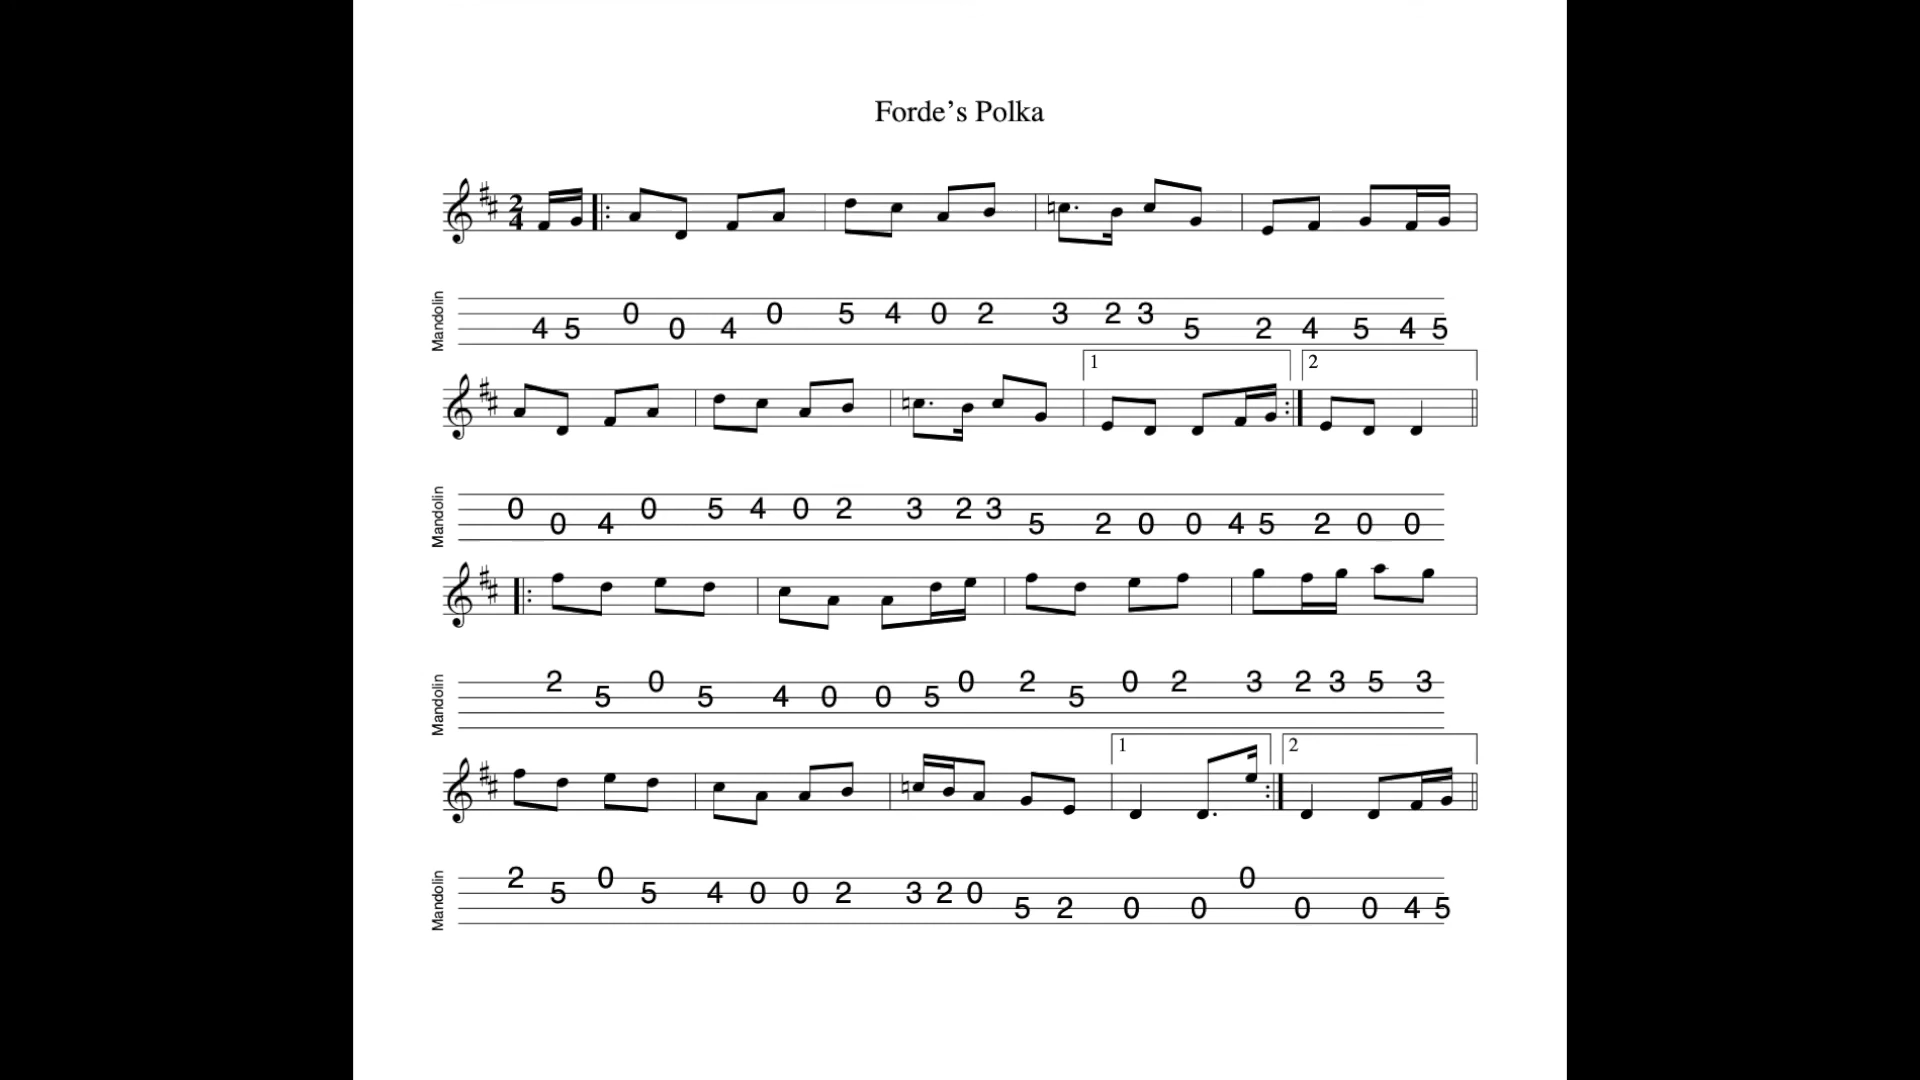 Forde's Polka
2
4
Mandolin 4 5 0 0 4 0 5 4 0 2 3 2 3 5 2 4 5 4 5
1 2
Mandolin 0 0 4 0 5 4 0 2 3 2 3 5 2 0 0 4 5 2 0 0
Mandolin 2 5 0 5 4 0 0 5 0 2 5 0 2 3 2 3 5 3
1 2
Mandolin 2 5 0 5 4 0 0 2 3 2 0 5 2 0 0 0 0 0 4 5